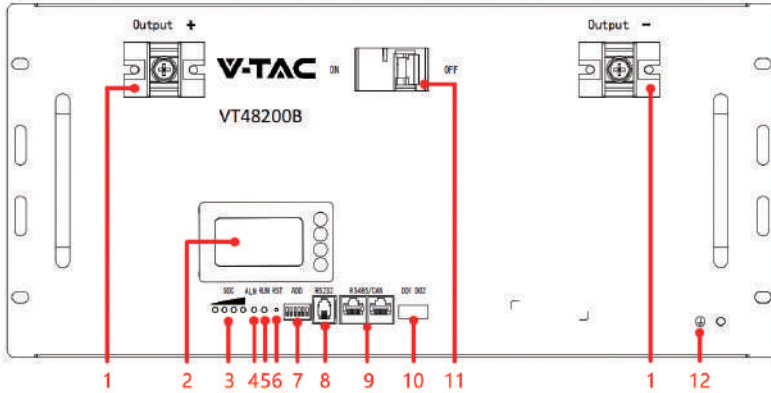 Output + Output -
V-TAC ON OFF
VT48200B
SOC ALM RUN RST ADD RS232 RS485/CAN DO1 DO2
1 2 3 4 5 6 7 8 9 10 11 1 12